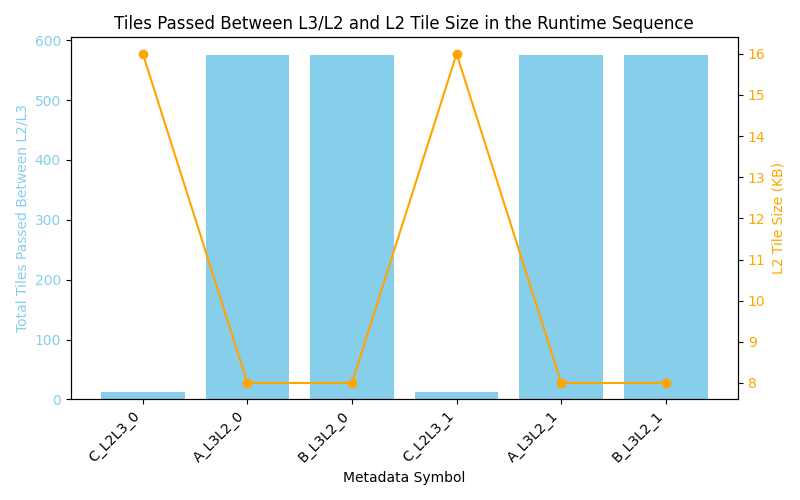 Tiles Passed Between L3/L2 and L2 Tile Size in the Runtime Sequence
Total Tiles Passed Between L2/L3
600
500
400
300
200
100
0
16
15
14
13
12
11
10
9
8
L2 Tile Size (KB)
C_L2L3_0
A_L3L2_0
B_L3L2_0
C_L2L3_1
A_L3L2_1
B_L3L2_1
Metadata Symbol